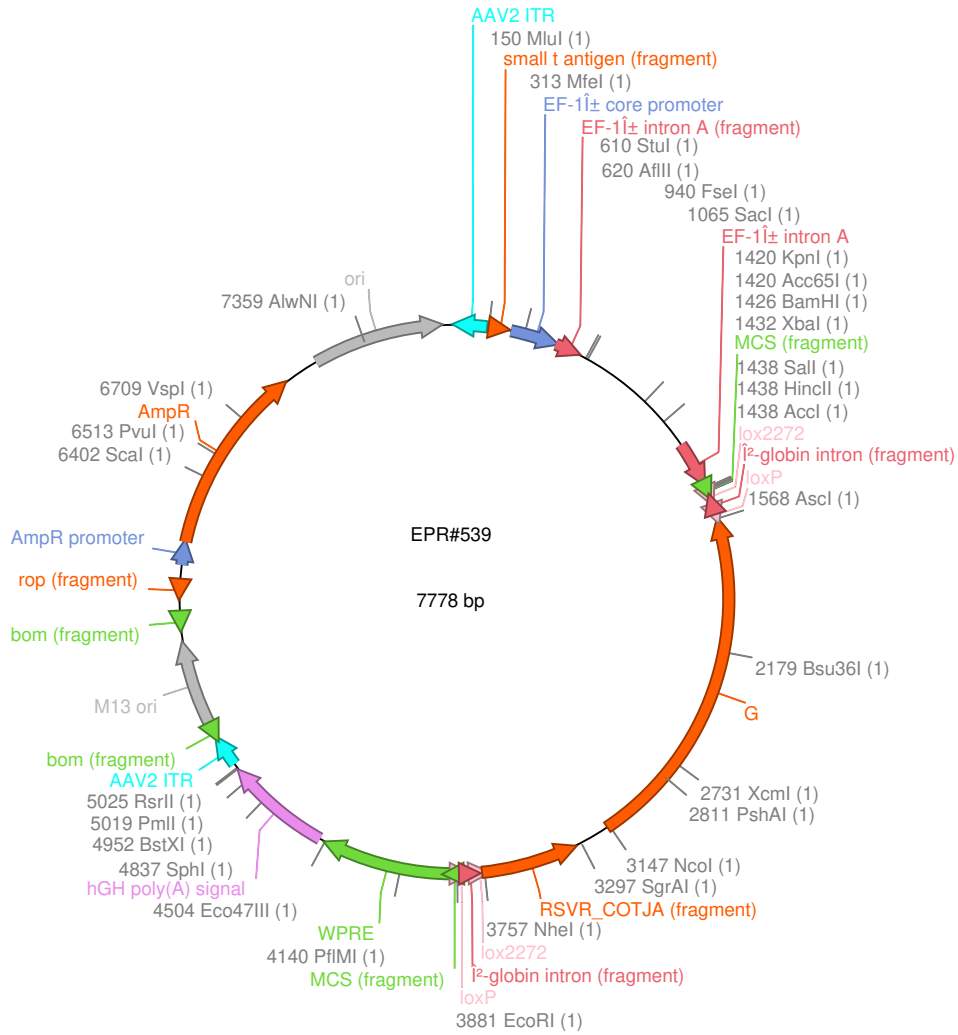 AAV2 ITR
150 MluI (1)
small t antigen (fragment)
313 MfeI (1)
EF-1Î± core promoter
EF-1Î± intron A (fragment)
610 StuI (1)
620 AflII (1)
940 FseI (1)
1065 SacI (1)
EF-1Î± intron A
1420 KpnI (1)
1420 Acc65I (1)
1426 BamHI (1)
1432 XbaI (1)
MCS (fragment)
1438 SalI (1)
1438 HincII (1)
1438 AccI (1)
lox2272
Î²-globin intron (fragment)
loxP
1568 AscI (1)
2179 Bsu36I (1)
G
2731 XcmI (1)
2811 PshAI (1)
3147 NcoI (1)
3297 SgrAI (1)
RSVR_COTJA (fragment)
3757 NheI (1)
lox2272
Î²-globin intron (fragment)
loxP
3881 EcoRI (1)
MCS (fragment)
4140 PflMI (1)
WPRE
4504 Eco47III (1)
hGH poly(A) signal
4837 SphI (1)
4952 BstXI (1)
5019 PmlI (1)
5025 RsrII (1)
AAV2 ITR
bom (fragment)
M13 ori
bom (fragment)
rop (fragment)
AmpR promoter
6402 ScaI (1)
6513 PvuI (1)
AmpR
6709 VspI (1)
7359 AlwNI (1)
ori
EPR#539
7778 bp